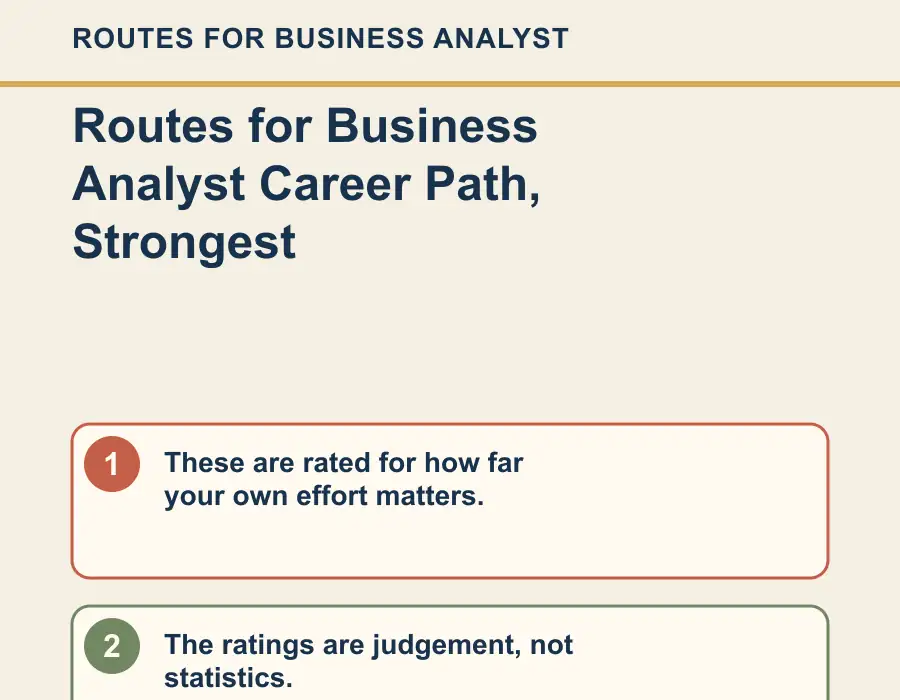 ROUTES FOR BUSINESS ANALYST
Routes for Business
Analyst Career Path,
Strongest
1
These are rated for how far
your own effort matters.
2
The ratings are judgement, not
statistics.